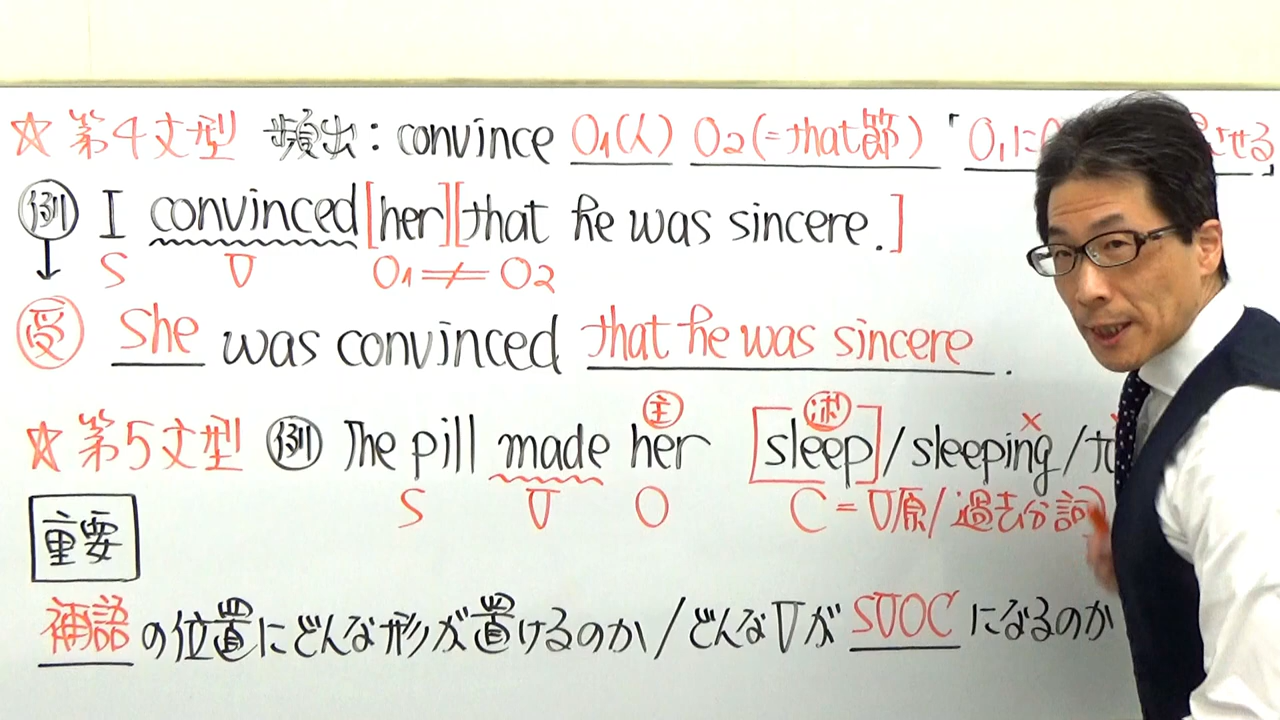 ☆ 第4文型 頻出：convince O1(人) O2(=that節)「O1に させる」
例 I convinced [her][that he was sincere.]
S V O1 ≠ O2
受 She was convinced that he was sincere.
主 補 ×
☆ 第5文型 例 The pill made her [sleep] / sleeping /
S V O C = V原/過去分詞
重要
補語の位置にどんな形が置けるのか/どんなVがSVOCになるのか